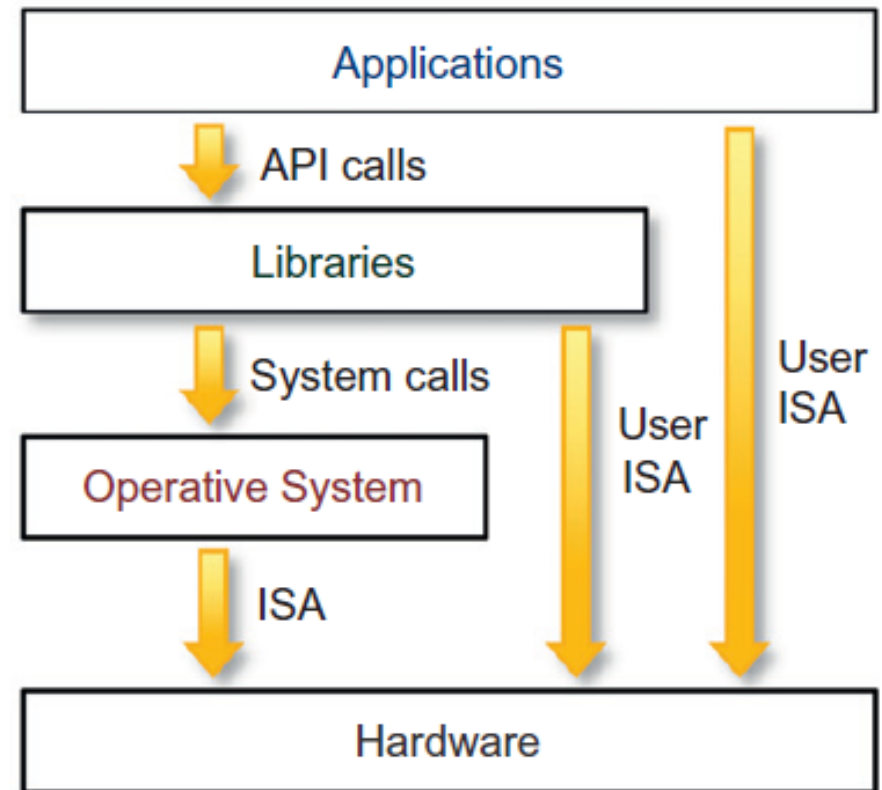 Applications
API calls
Libraries
System calls
User
ISA
User
ISA
Operative System
ISA
Hardware